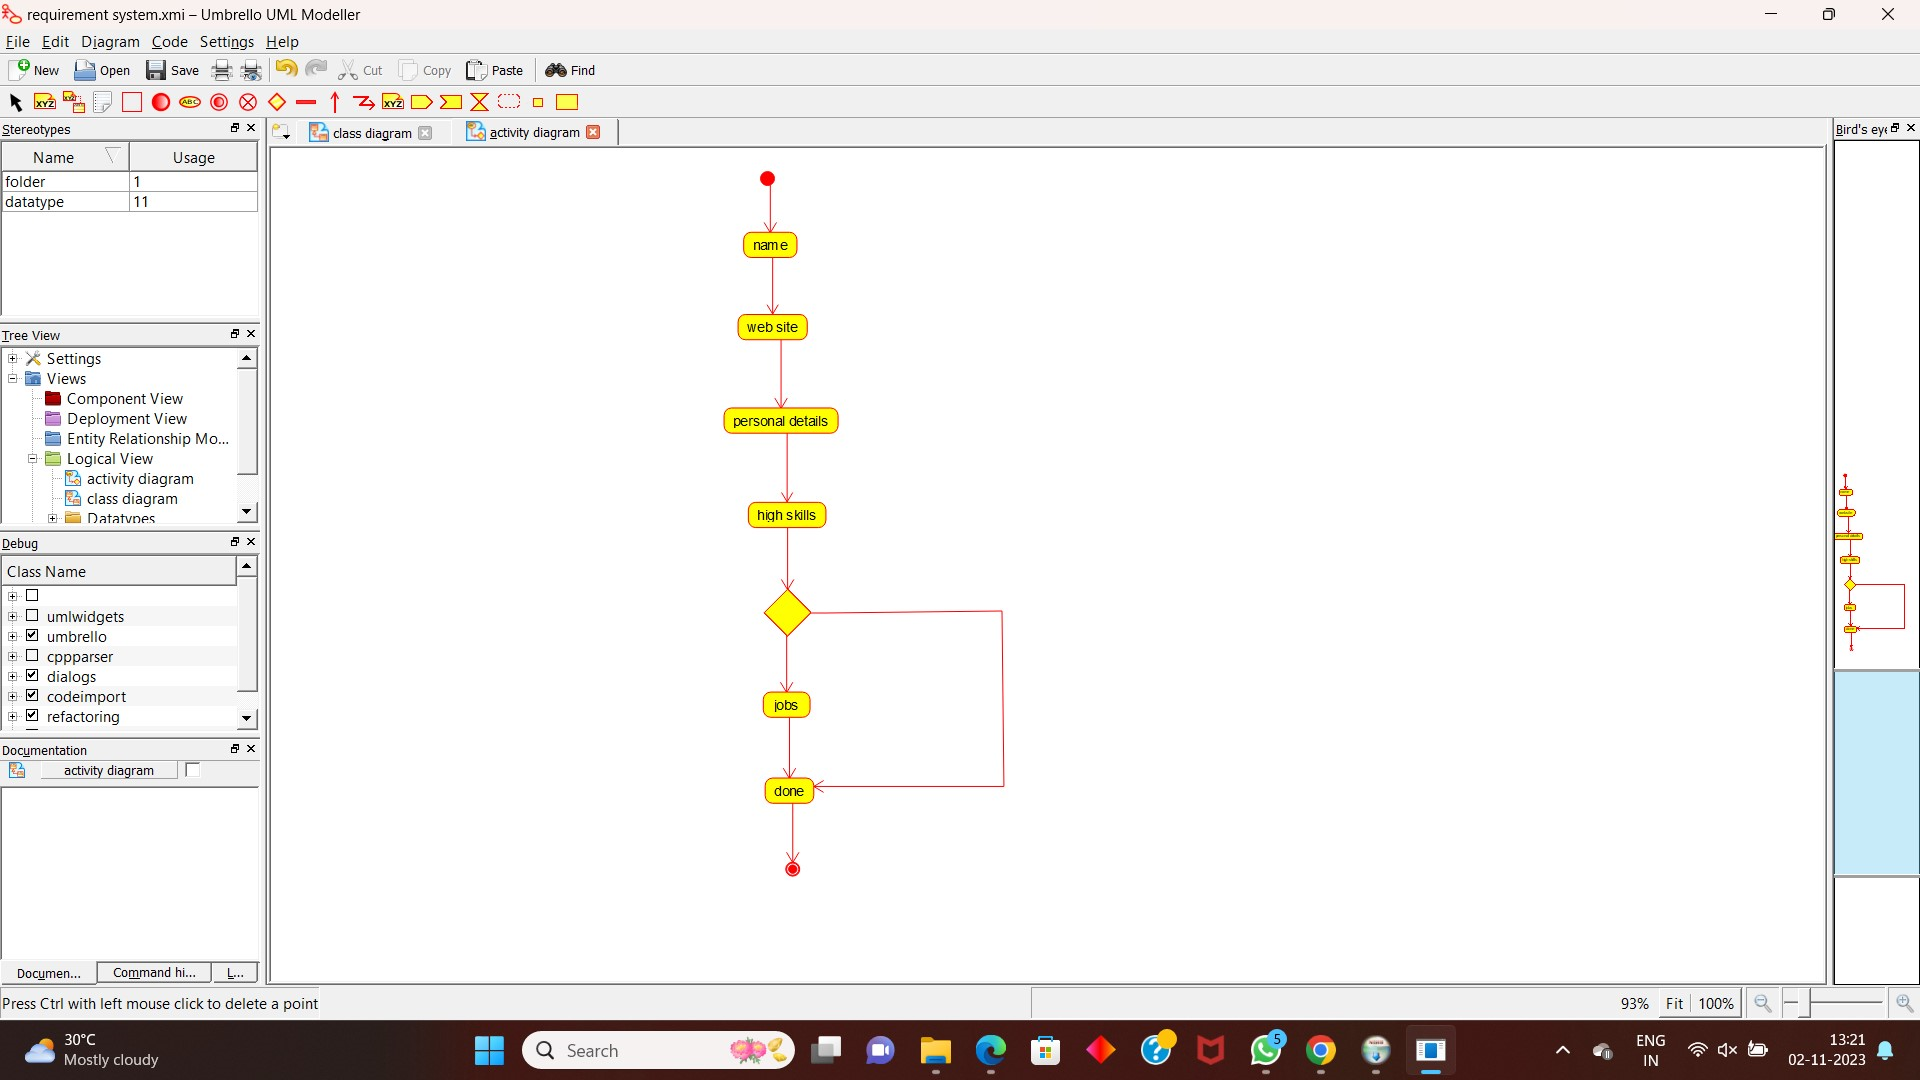 requirement system.xmi – Umbrello UML Modeller
File Edit Diagram Code Settings Help
New Open Save Cut Copy Paste Find
XYZ ABC XYZ
Stereotypes
Name Usage
folder 1
datatype 11
Tree View
Settings
Views
Component View
Deployment View
Entity Relationship Mo...
Logical View
activity diagram
class diagram
Datatypes
Debug
Class Name
umlwidgets
umbrello
cppparser
dialogs
codeimport
refactoring
Documentation
activity diagram
Documen... Command hi... L...
class diagram activity diagram
name
web site
personal details
high skills
jobs
done
Bird's eye
Press Ctrl with left mouse click to delete a point
93% Fit 100%
30°C
Mostly cloudy
Search
5
ENG
IN
13:21
02-11-2023